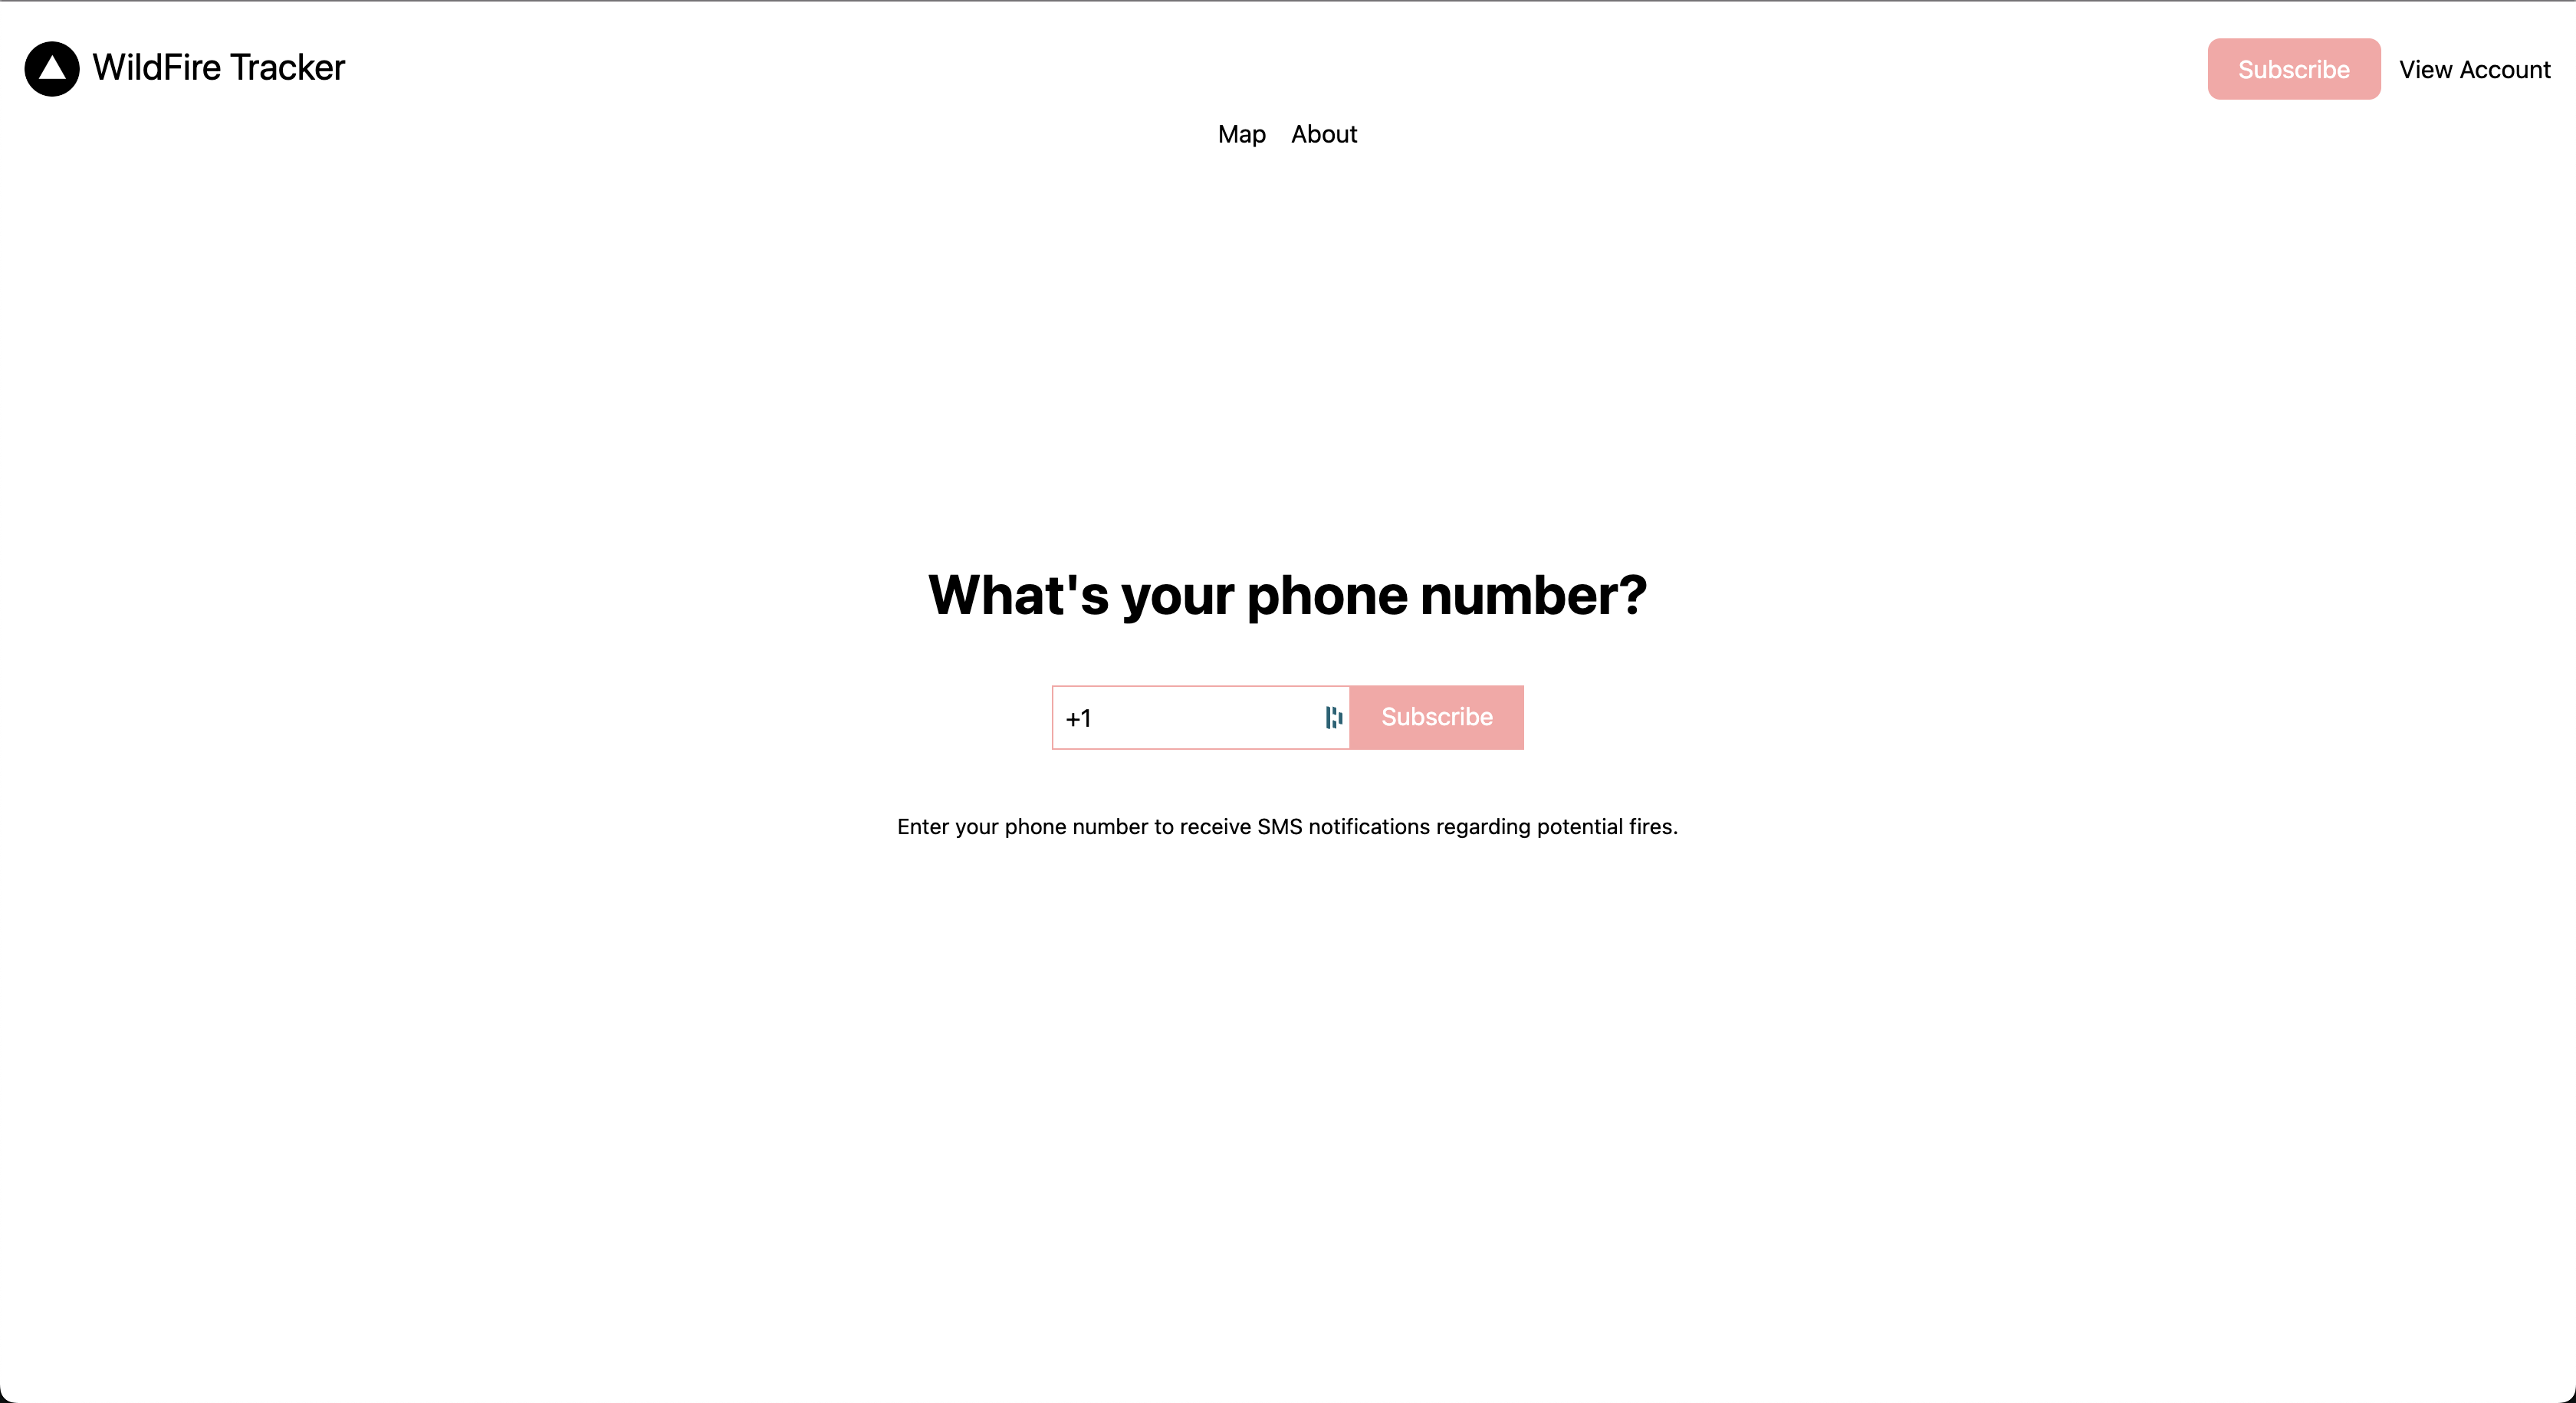 WildFire Tracker
Subscribe
View Account
Map
About
What's your phone number?
+1
Subscribe
Enter your phone number to receive SMS notifications regarding potential fires.